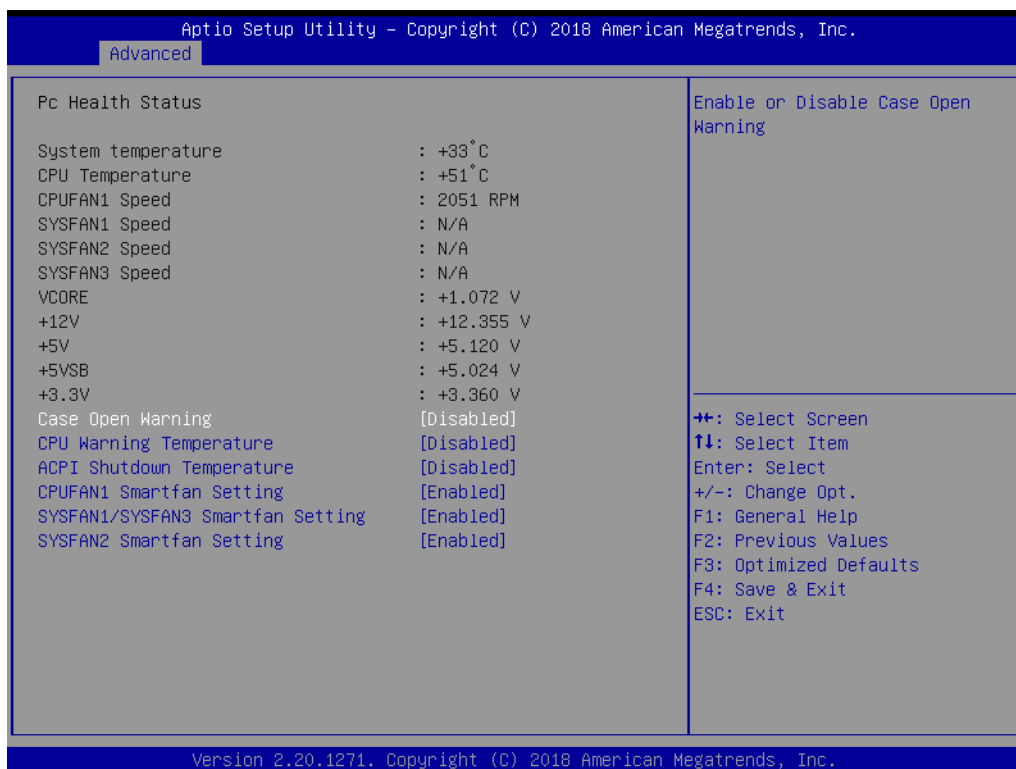 Aptio Setup Utility – Copyright (C) 2018 American Megatrends, Inc.
Advanced
Pc Health Status
System temperature : +33°C
CPU Temperature : +51°C
CPUFAN1 Speed : 2051 RPM
SYSFAN1 Speed : N/A
SYSFAN2 Speed : N/A
SYSFAN3 Speed : N/A
VCORE : +1.072 V
+12V : +12.355 V
+5V : +5.120 V
+5VSB : +5.024 V
+3.3V : +3.360 V
Case Open Warning [Disabled]
CPU Warning Temperature [Disabled]
ACPI Shutdown Temperature [Disabled]
CPUFAN1 Smartfan Setting [Enabled]
SYSFAN1/SYSFAN3 Smartfan Setting [Enabled]
SYSFAN2 Smartfan Setting [Enabled]
Enable or Disable Case Open
Warning
→←: Select Screen
↑↓: Select Item
Enter: Select
+/-: Change Opt.
F1: General Help
F2: Previous Values
F3: Optimized Defaults
F4: Save & Exit
ESC: Exit
Version 2.20.1271. Copyright (C) 2018 American Megatrends, Inc.